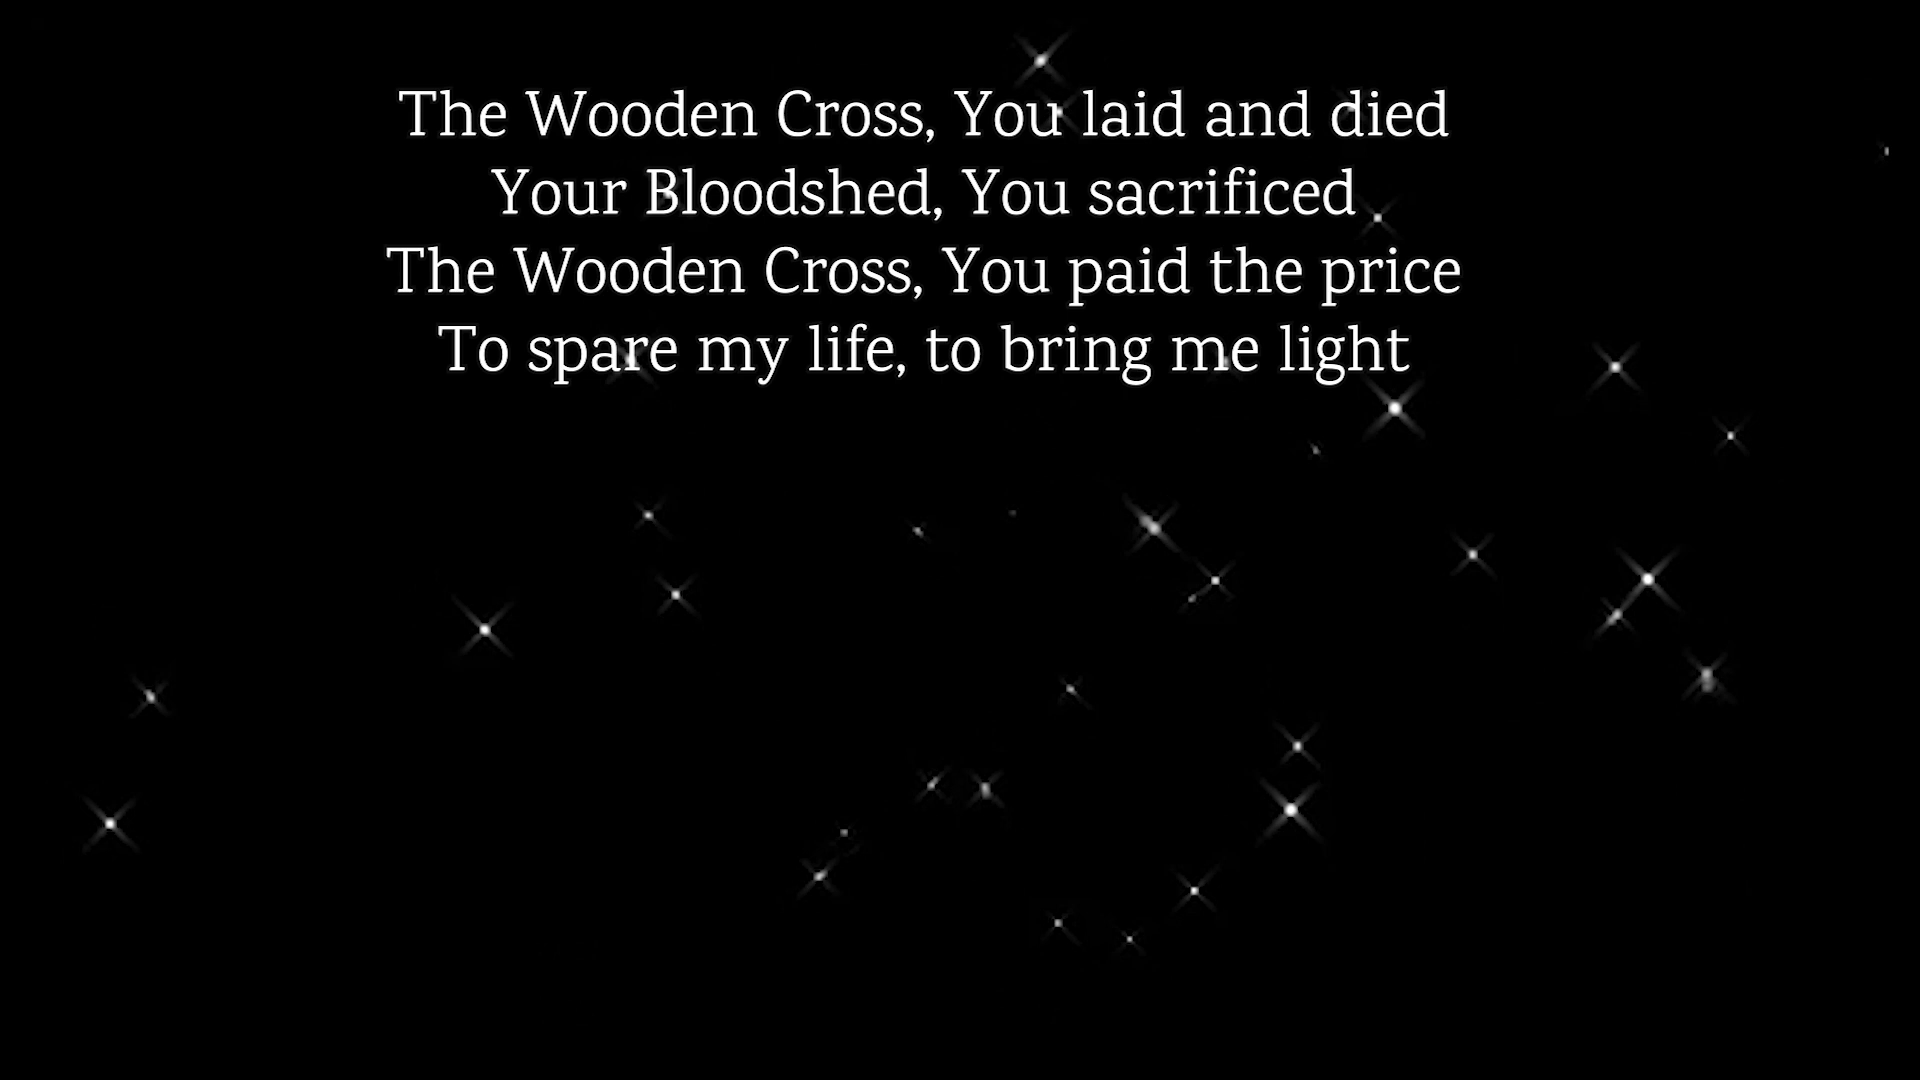 The Wooden Cross, You laid and died
Your Bloodshed, You sacrificed
The Wooden Cross, You paid the price
To spare my life, to bring me light